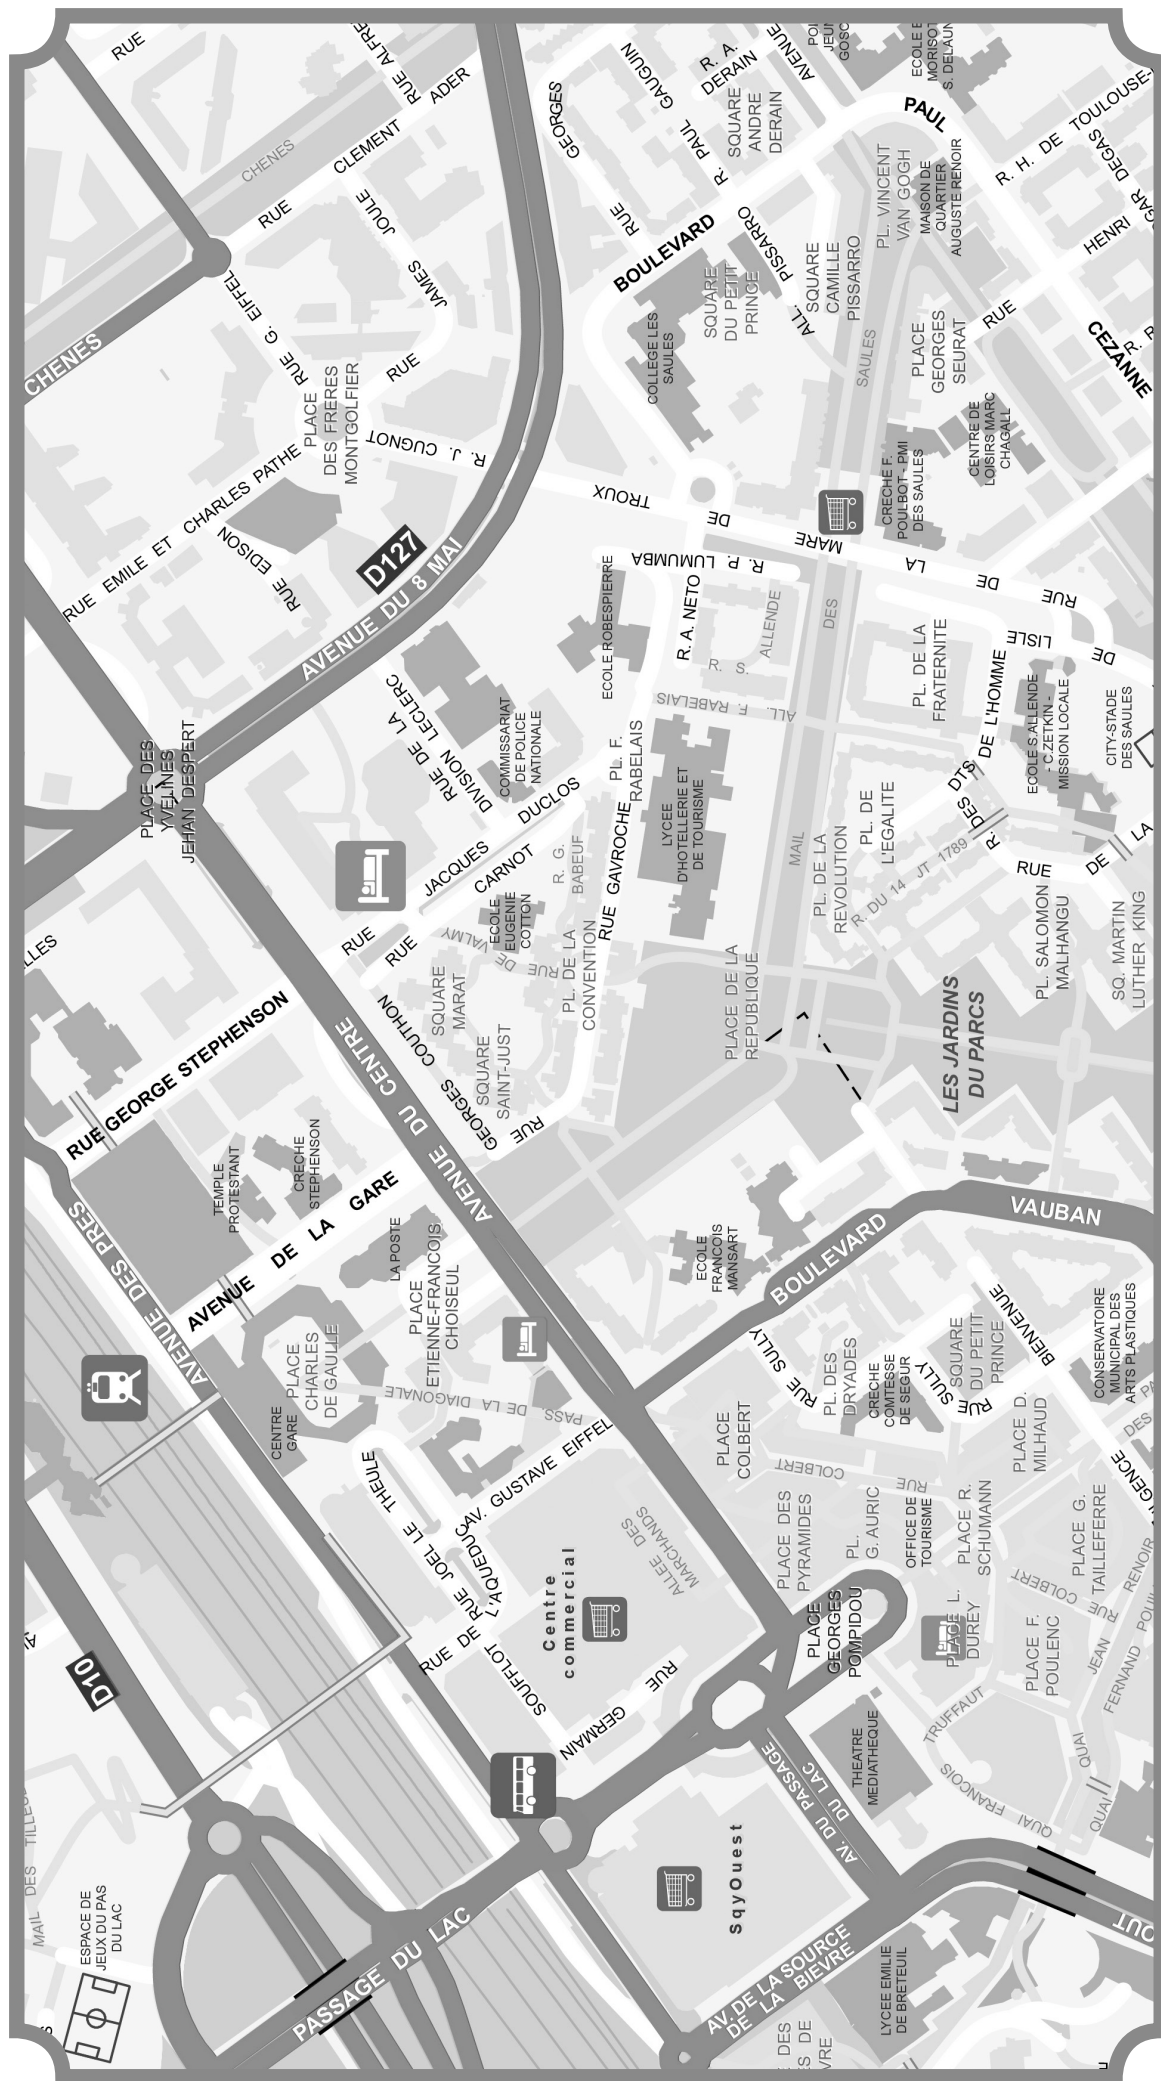 RUE
RUE ALFRE
ADER
CHENES
CLEMENT
RUE
JOULE
JAMES
RUE
RUE G. EIFFEL
CHENES
PLACE
DES FRERES
MONTGOLFIER
R. J. CUGNOT
RUE EMILE ET CHARLES PATHE
RUE EDISON
D127
AVENUE DU 8 MAI
GEORGES
RUE
R. PAUL GAUGUIN
R. A.
DERAIN
AVENUE
SQUARE
ANDRE
DERAIN
ECOLE B
MORISOT
S. DELAUN
BOULEVARD
PAUL
CEZANNE
R. H. DE TOULOUSE-
HENRI
RUE
PL. VINCENT
VAN GOGH
MAISON DE
QUARTIER
AUGUSTE RENOIR
ALL. PISSARRO
SQUARE
CAMILLE
PISSARRO
SQUARE
DU PETIT
PRINCE
COLLEGE LES
SAULES
SAULES
PLACE
GEORGES
SEURAT
CENTRE DE
LOISIRS MARC
CHAGALL
CRECHE F.
POULBOT - PMI
DES SAULES
RUE
DE
LA
MARE
DE
TROUX
R. P. LUMUMBA
R. A. NETO
R. S.
ALLENDE
DES
ALL. F. RABELAIS
ECOLE ROBESPIERRE
PL. DE LA
FRATERNITE
DE
LISLE
R. DES DTS DE L'HOMME
ECOLE S.ALLENDE
- C.ZETKIN -
MISSION LOCALE
CITY-STADE
DES SAULES
PLACE DES
YVELINES
JEHAN DESPERT
RUE DE LA
DIVISION LECLERC
COMMISSARIAT
DE POLICE
NATIONALE
RUE
JACQUES
DUCLOS
RUE
CARNOT
PL. F.
RABELAIS
R. G.
BABEUF
RUE GAVROCHE
LYCEE
D'HOTELLERIE ET
DE TOURISME
MAIL
PL. DE LA
REVOLUTION
PL. DE
L'EGALITE
R. DU 14 JT 1789
RUE
DE
LA
PL. SALOMON
MALHANGU
SQ. MARTIN
LUTHER KING
ECOLE
EUGENIE
COTTON
RUE DE VALMY
PL. DE LA
CONVENTION
SQUARE
MARAT
SQUARE
SAINT-JUST
RUE
GEORGES COUTHON
PLACE DE LA
REPUBLIQUE
LES JARDINS
DU PARCS
LLES
RUE GEORGE STEPHENSON
AVENUE DU CENTRE
TEMPLE
PROTESTANT
CRECHE
STEPHENSON
AVENUE DE LA GARE
LA POSTE
AVENUE DES PRES
PLACE
ETIENNE-FRANCOIS
CHOISEUL
PLACE
CHARLES
DE GAULLE
CENTRE
GARE
PASS DE LA DIAGONALE
AV. GUSTAVE EIFFEL
RUE JOEL LE THEULE
RUE DE L'AQUEDUC
SOUFFLOT
GERMAIN
RUE
ALLEE DES
MARCHANDS
Centre
commercial
ECOLE
FRANCOIS
MANSART
BOULEVARD
VAUBAN
RUE SULLY
PL. DES
DRYADES
CRECHE
COMTESSE
DE SEGUR
RUE SULLY
SQUARE
DU PETIT
PRINCE
BIENVENUE
CONSERVATOIRE
MUNICIPAL DES
ARTS PLASTIQUES
PLACE
COLBERT
RUE COLBERT
PLACE D.
MILHAUD
PLACE DES
PYRAMIDES
PL.
G. AURIC
OFFICE DE
TOURISME
PLACE R.
SCHUMANN
PLACE G.
TAILLEFERRE
RUE COLBERT
PLACE
GEORGES
POMPIDOU
PLACE L.
DUREY
PLACE F.
POULENC
JEAN RENOIR
FERNAND
QUAI
QUAI
QUAI FRANCOIS TRUFFAUT
THEATRE
MEDIATHEQUE
AV. DU PASSAGE
DU LAC
SqyOuest
D10
PASSAGE DU LAC
MAIL DES
ESPACE DE
JEUX DU PAS
DU LAC
AV. DE LA SOURCE
DE LA BIEVRE
LYCEE EMILIE
DE BRETEUIL